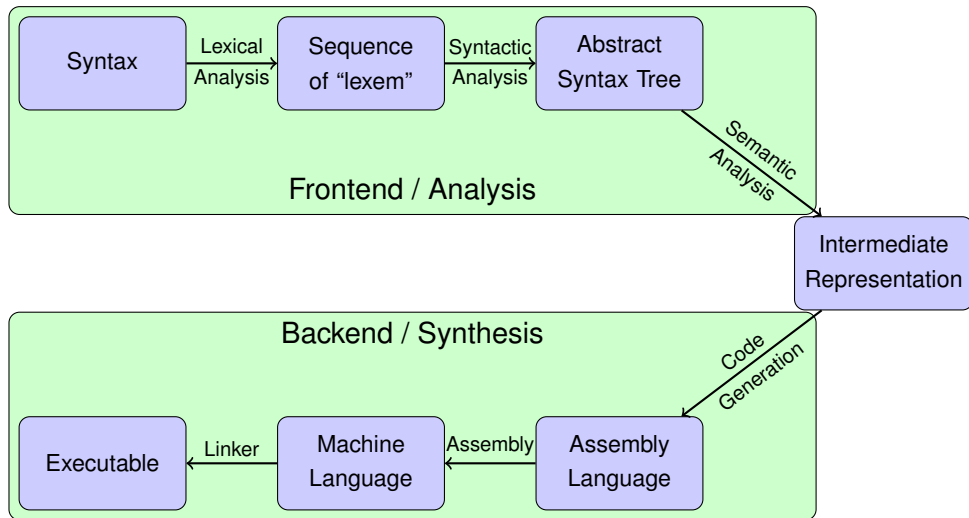 Syntax
Lexical
Analysis
Sequence
of “lexem”
Syntactic
Analysis
Abstract
Syntax Tree
Semantic
Analysis
Frontend / Analysis
Intermediate
Representation
Backend / Synthesis
Code
Generation
Executable
Linker
Machine
Language
Assembly
Assembly
Language